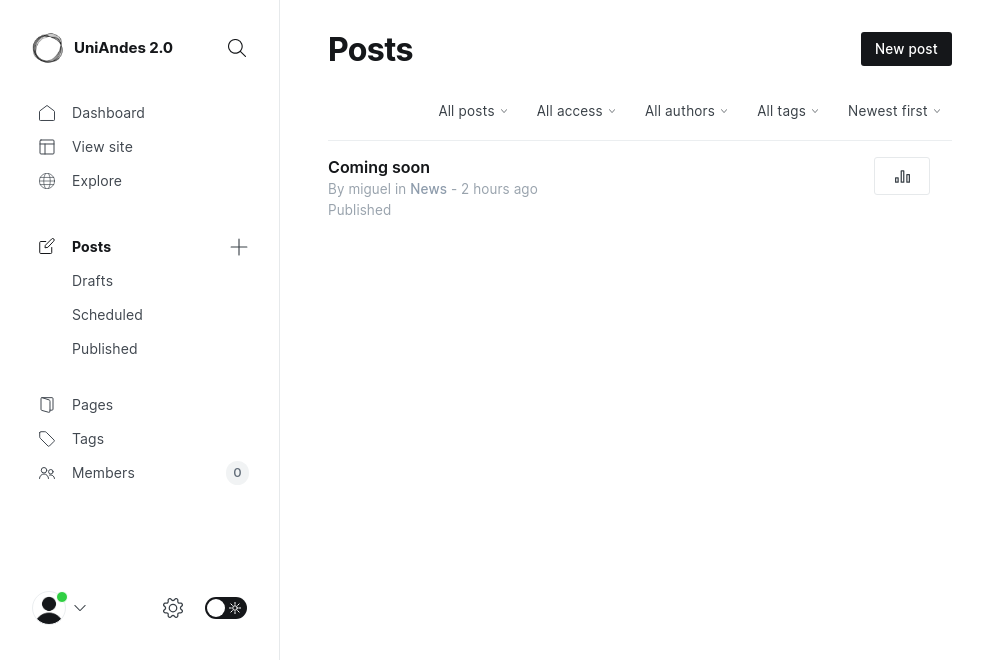 UniAndes 2.0
Dashboard
View site
Explore
Posts
Drafts
Scheduled
Published
Pages
Tags
Members 0
Posts
New post
All posts All access All authors All tags Newest first
Coming soon
By miguel in News - 2 hours ago
Published